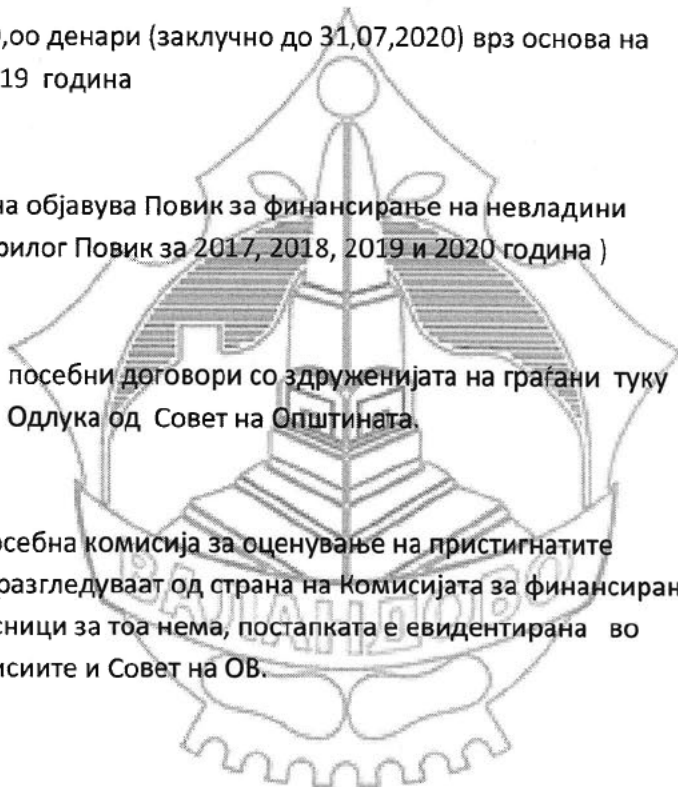 ,оо денари (заклучно до 31,07,2020) врз основа на
19 година
на објавува Повик за финансирање на невладини
рилог Повик за 2017, 2018, 2019 и 2020 година )
посебни договори со здруженијата на граѓани туку
Одлука од Совет на Општината.
осебна комисија за оценување на пристигнатите
разгледуваат од страна на Комисијата за финансирањ
сници за тоа нема, постапката е евидентирана во
исиите и Совет на ОВ.
ВАЛАНДОВО